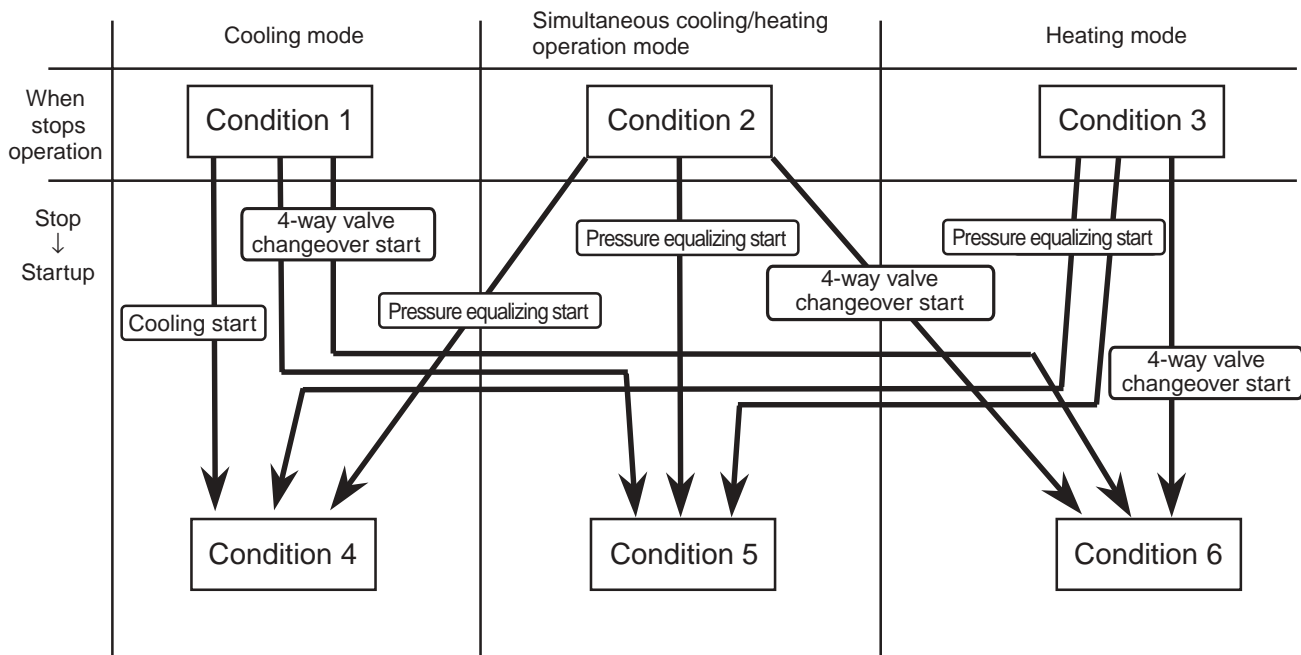 Cooling mode
Simultaneous cooling/heating
operation mode
Heating mode
When
stops
operation
Condition 1
Condition 2
Condition 3
Stop
↓
Startup
4-way valve
changeover start
Pressure equalizing start
Pressure equalizing start
4-way valve
changeover start
Cooling start
Pressure equalizing start
4-way valve
changeover start
Condition 4
Condition 5
Condition 6